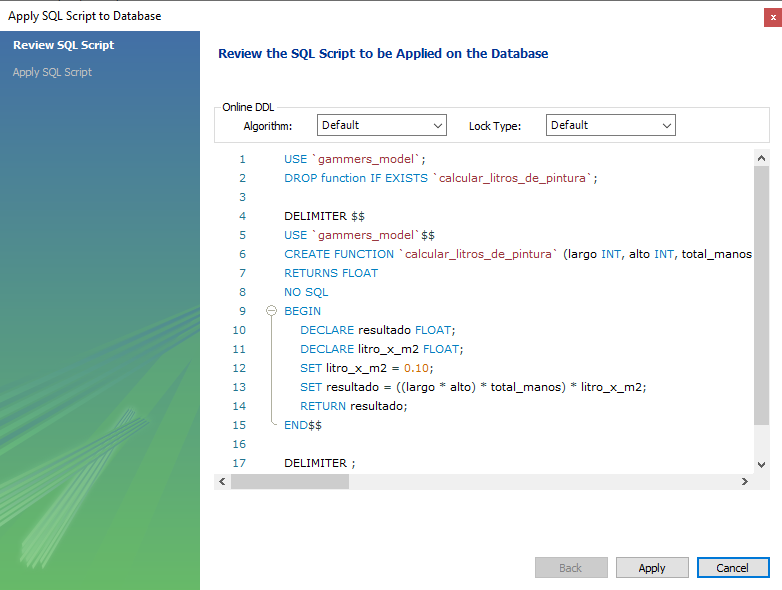 Apply SQL Script to Database
x
Review SQL Script
Apply SQL Script
Review the SQL Script to be Applied on the Database
Online DDL
Algorithm: Default Lock Type: Default
1 USE `gammers_model`;
2 DROP function IF EXISTS `calcular_litros_de_pintura`;
3
4 DELIMITER $$
5 USE `gammers_model`$$
6 CREATE FUNCTION `calcular_litros_de_pintura` (largo INT, alto INT, total_manos
7 RETURNS FLOAT
8 NO SQL
9 BEGIN
10 DECLARE resultado FLOAT;
11 DECLARE litro_x_m2 FLOAT;
12 SET litro_x_m2 = 0.10;
13 SET resultado = ((largo * alto) * total_manos) * litro_x_m2;
14 RETURN resultado;
15 END$$
16
17 DELIMITER ;
Back Apply Cancel